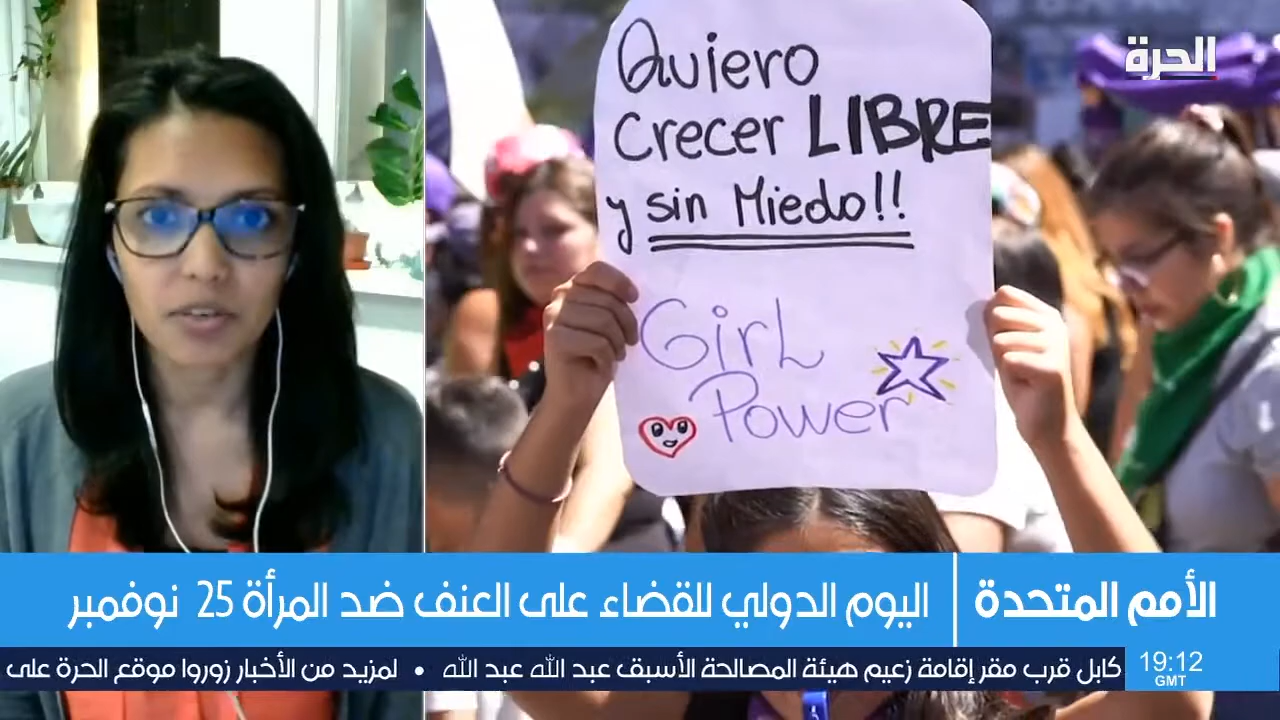 الحرة
Quiero
crecer LIBRE
y sin Miedo!!
GirL
Power
الأمم المتحدة
اليوم الدولي للقضاء على العنف ضد المرأة 25 نوفمبر
كابل قرب مقر إقامة زعيم هيئة المصالحة الأسبق عبد الله عبد الله • لمزيد من الأخبار زوروا موقع الحرة على
19:12
GMT